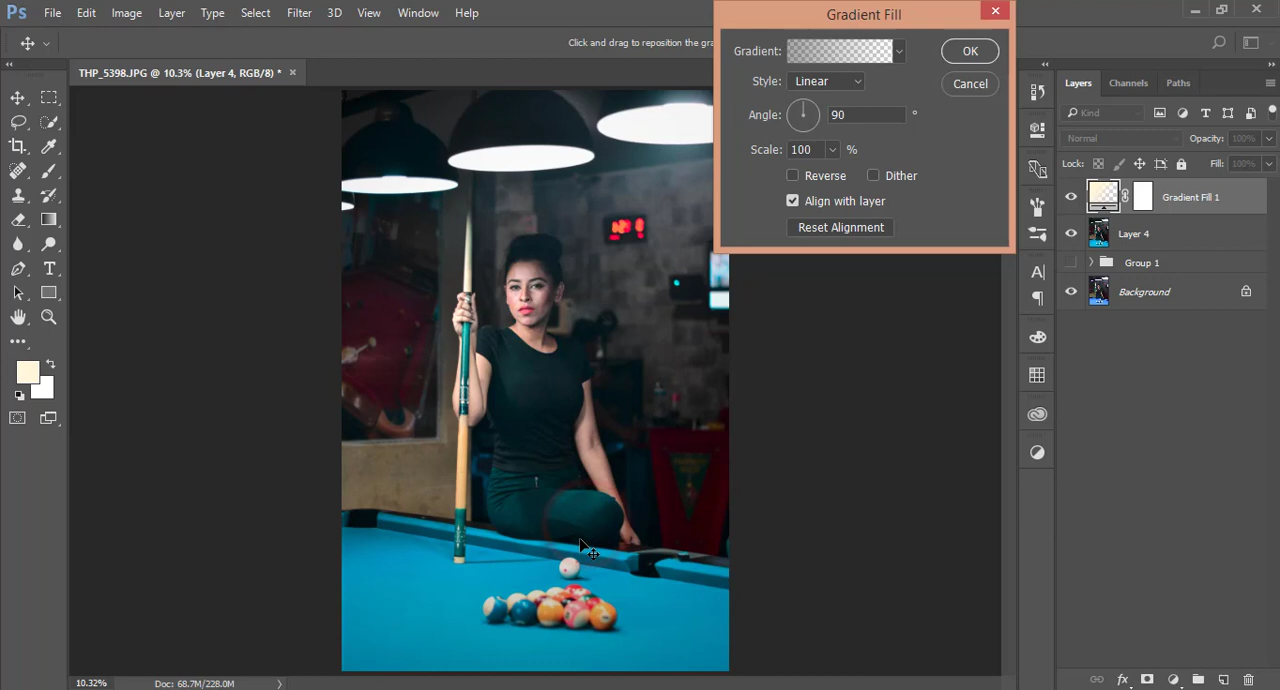 Ps File Edit Image Layer Type Select Filter 3D View Window Help
Click and drag to reposition the gra
Gradient Fill
Gradient:
OK
Style: Linear
Cancel
Angle: 90 °
Scale: 100 %
Reverse Dither
Align with layer
Reset Alignment
THP_5398.JPG @ 10.3% (Layer 4, RGB/8) *
Layers Channels Paths
Kind
Normal Opacity: 100%
Lock: Fill: 100%
Gradient Fill 1
Layer 4
Group 1
Background
10.32% Doc: 68.7M/228.0M